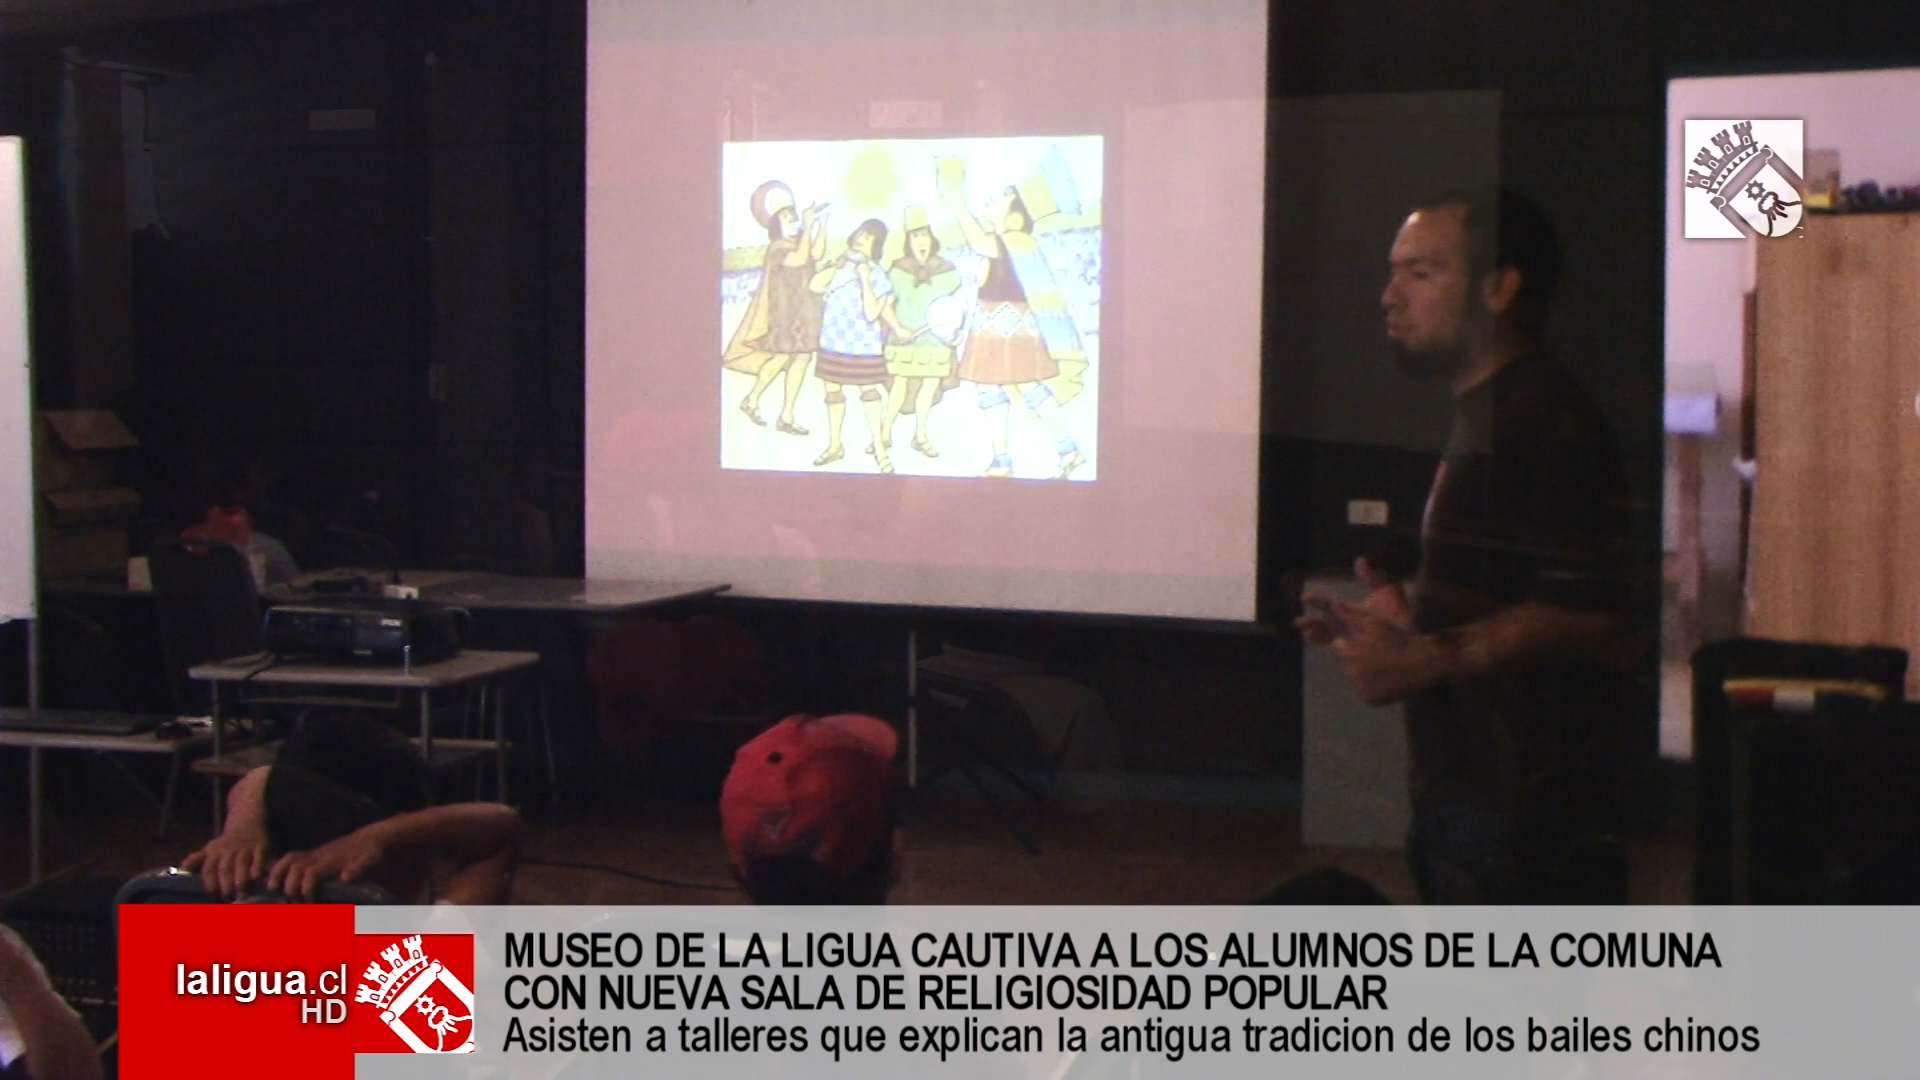 MUSEO DE LA LIGUA CAUTIVA A LOS ALUMNOS DE LA COMUNA
CON NUEVA SALA DE RELIGIOSIDAD POPULAR
Asisten a talleres que explican la antigua tradicion de los bailes chinos
laligua.cl
HD